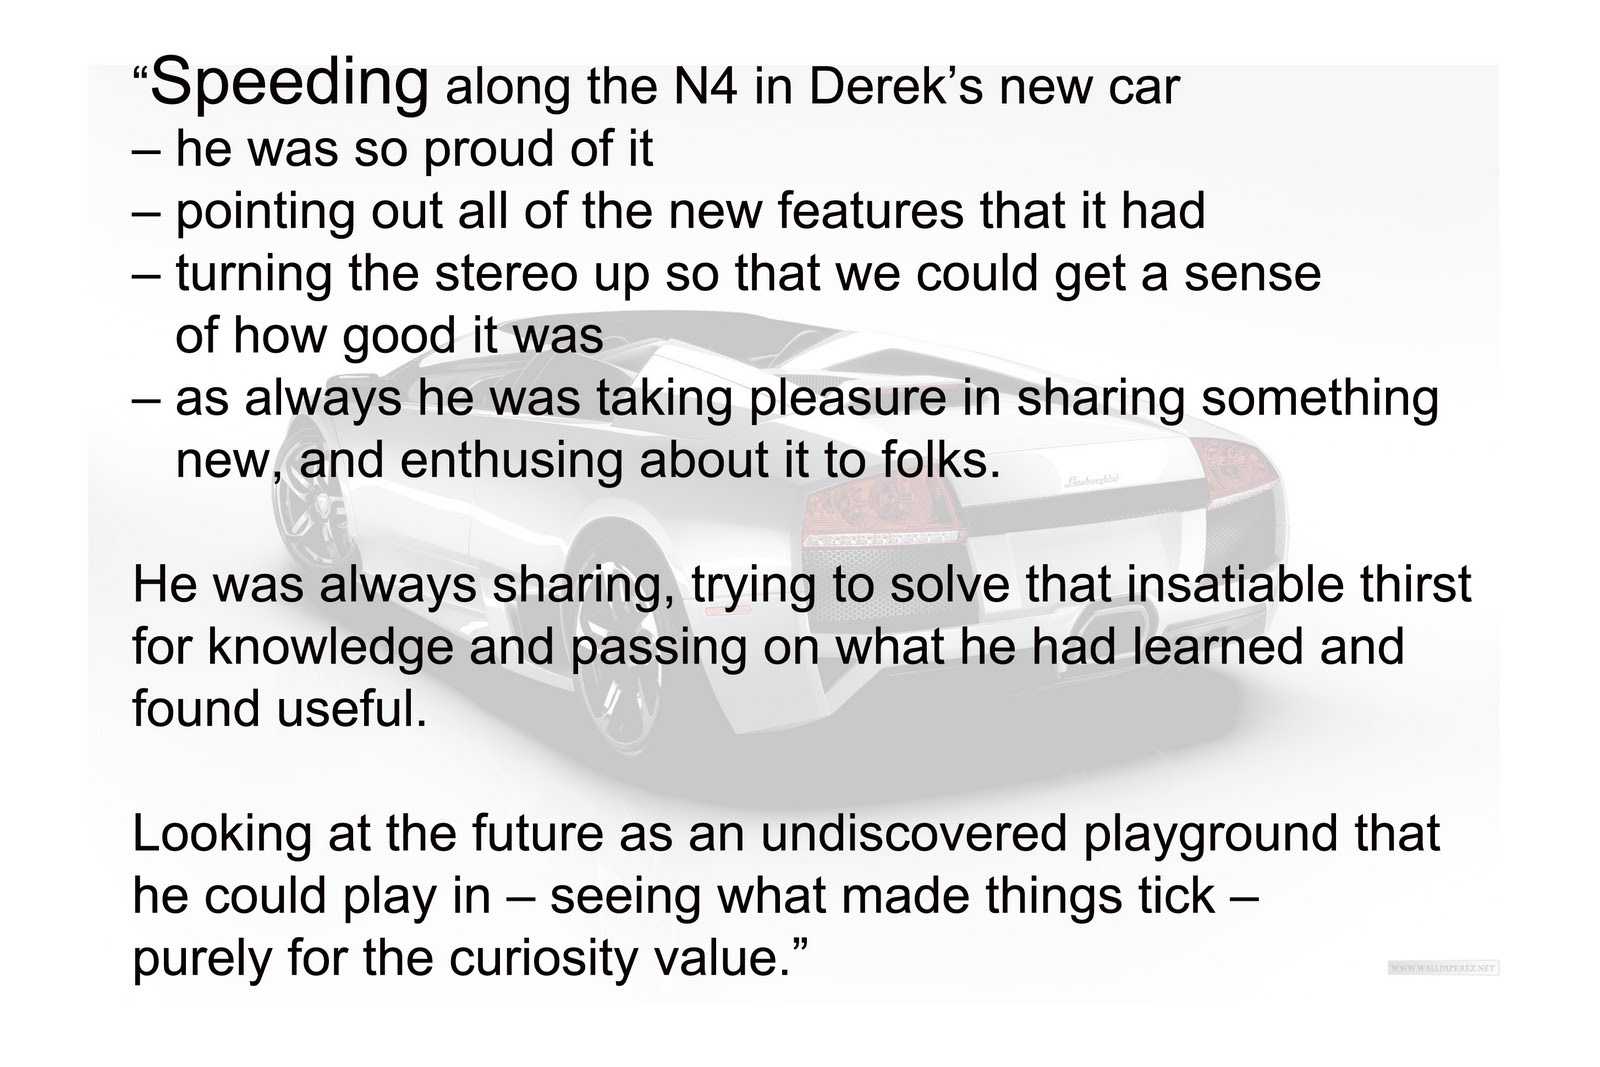 “Speeding along the N4 in Derek’s new car
– he was so proud of it
– pointing out all of the new features that it had
– turning the stereo up so that we could get a sense
of how good it was
– as always he was taking pleasure in sharing something
new, and enthusing about it to folks.
Lamborghini
He was always sharing, trying to solve that insatiable thirst
for knowledge and passing on what he had learned and
found useful.
Looking at the future as an undiscovered playground that
he could play in – seeing what made things tick –
purely for the curiosity value.”